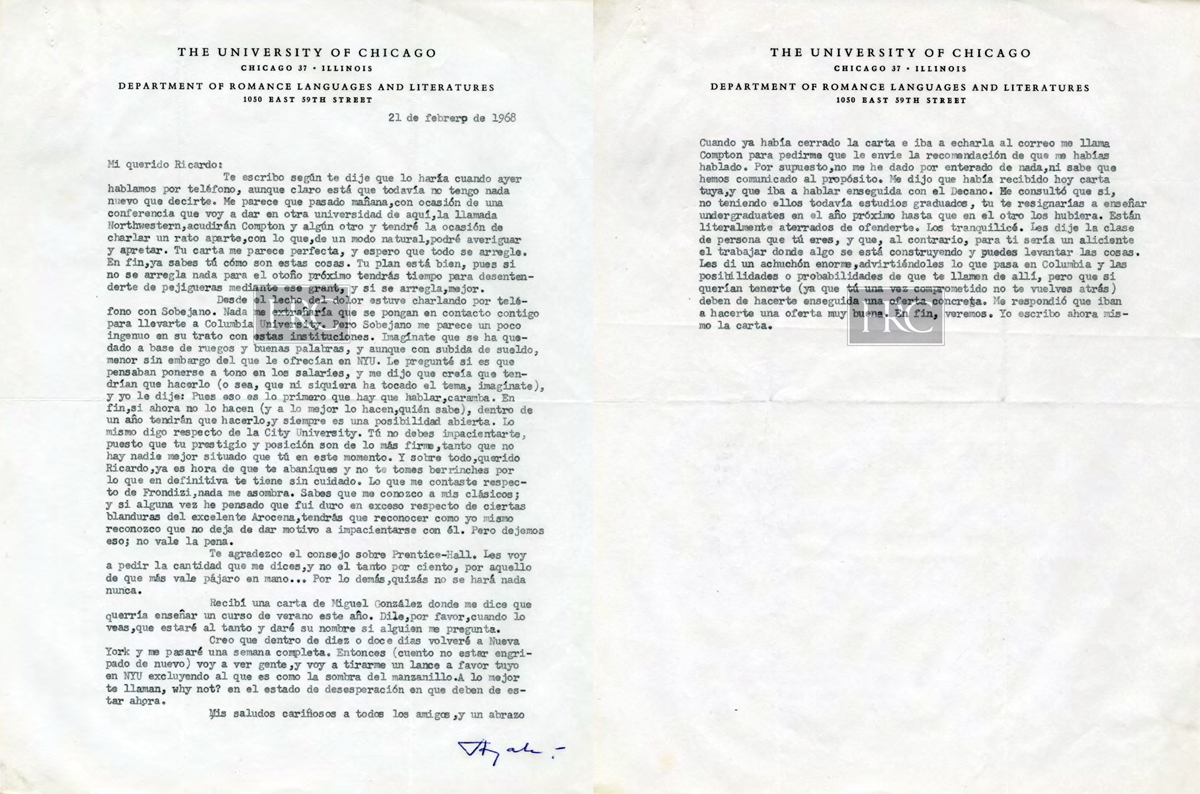 THE UNIVERSITY OF CHICAGO
CHICAGO 37 · ILLINOIS
DEPARTMENT OF ROMANCE LANGUAGES AND LITERATURES
1050 EAST 59TH STREET
21 de febrerp de 1968
Mi querido Ricardo:
Te escribo según te dije que lo haría cuando ayer
hablamos por teléfono, aunque claro está que todavía no tengo nada
nuevo que decirte. Me parece que pasado mañana,con ocasión de una
conferencia que voy a dar en otra universidad de aquí,la llamada
Northwestern,acudirán Compton y algún otro y tendré la ocasión de
charlar un rato aparte,con lo que,de un modo natural,podré averiguar
y apretar. Tu carta me parece perfecta, y espero que todo se arregle.
En fin,ya sabes tú cómo son estas cosas. Tu plan está bien, pues si
no se arregla nada para el otoño próximo tendrás tiempo para desenten-
derte de pejigueras mediante ese grant, y si se arregla,mejor.
Desde el lecho del dolor estuve charlando por telé-
fono con Sobejano. Nada me extrañaría que se pongan en contacto contigo
para llevarte a Columbia University. Pero Sobejano me parece un poco
ingenuo en su trato con estas instituciones. Imagínate que se ha que-
dado a base de ruegos y buenas palabras, y aunque con subida de sueldo,
menor sin embargo del que le ofrecían en NYU. Le pregunté si es que
pensaban ponerse a tono en los salaries, y me dijo que creía que ten-
drían que hacerlo (o sea, que ni siquiera ha tocado el tema, imagínate),
y yo le dije: Pues eso es lo primero que hay que hablar,caramba. En
fin,si ahora no lo hacen (y a lo mejor lo hacen,quién sabe), dentro de
un año tendrán que hacerlo,y siempre es una posibilidad abierta. Lo
mismo digo respecto de la City University. Tú no debes impacientarte,
puesto que tu prestigio y posición son de lo más firme,tanto que no
hay nadie mejor situado que tú en este momento. Y sobre todo,querido
Ricardo,ya es hora de que te abaniques y no te tomes berrinches por
lo que en definitiva te tiene sin cuidado. Lo que me contaste respec-
to de Frondizi,nada me asombra. Sabes que me conozco a mis clásicos;
y si alguna vez he pensado que fui duro en exceso respecto de ciertas
blanduras del excelente Arocena,tendrás que reconocer como yo mismo
reconozco que no deja de dar motivo a impacientarse con él. Pero dejemos
eso; no vale la pena.
Te agradezco el consejo sobre Prentice-Hall. Les voy
a pedir la cantidad que me dices,y no el tanto por ciento, por aquello
de que más vale pájaro en mano... Por lo demás,quizás no se hará nada
nunca.
Recibí una carta de Miguel González donde me dice que
querría enseñar un curso de verano este año. Dile,por favor,cuando lo
veas,que estaré al tanto y daré su nombre si alguien me pregunta.
Creo que dentro de diez o doce días volveré a Nueva
York y me pasaré una semana completa. Entonces (cuento no estar engri-
pado de nuevo) voy a ver gente,y voy a tirarme un lance a favor tuyo
en NYU excluyendo al que es como la sombra del manzanillo.A lo mejor
te llaman, why not? en el estado de desesperación en que deben de es-
tar ahora.
Mis saludos cariñosos a todos los amigos,y un abrazo
Ayala
THE UNIVERSITY OF CHICAGO
CHICAGO 37 · ILLINOIS
DEPARTMENT OF ROMANCE LANGUAGES AND LITERATURES
1050 EAST 59TH STREET
Cuando ya había cerrado la carta e iba a echarla al correo me llama
Compton para pedirme que le envie la recomendación de que me habías
hablado. Por supuesto,no me he dado por enterado de nada,ni sabe que
hemos comunicado al propósito. Me dijo que había recibido hoy carta
tuya,y que iba a hablar enseguida con el Decano. Me consultó que si,
no teniendo ellos todavía estudios graduados, tu te resignarías a enseñar
undergraduates en el año próximo hasta que en el otro los hubiera. Están
literalmente aterrados de ofenderte. Los tranquilicé. Les dije la clase
de persona que tú eres, y que, al contrario, para ti sería un aliciente
el trabajar donde algo se está construyendo y puedes levantar las cosas.
Les di un achuchón enorme,advirtiéndoles lo que pasa en Columbia y las
posibilidades o probabilidades de que te llamen de allí, pero que si
querían tenerte (ya que tú una vez comprometido no te vuelves atrás)
deben de hacerte enseguida una oferta concreta. Me respondió que iban
a hacerte una oferta muy buena. En fin, veremos. Yo escribo ahora mis-
mo la carta.